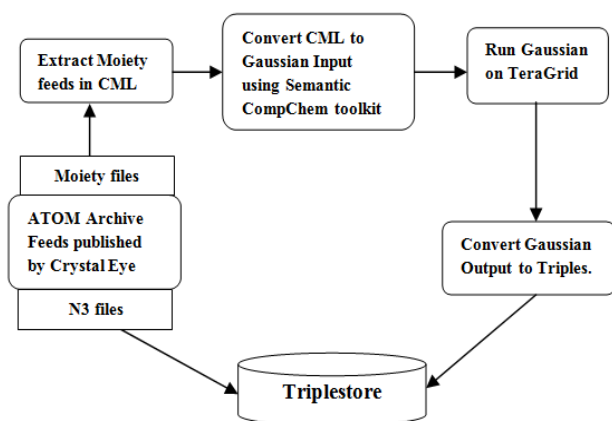 Extract Moiety
feeds in CML
Convert CML to
Gaussian Input
using Semantic
CompChem toolkit
Run Gaussian
on TeraGrid
Moiety files
ATOM Archive
Feeds published
by Crystal Eye
N3 files
Convert Gaussian
Output to Triples.
Triplestore